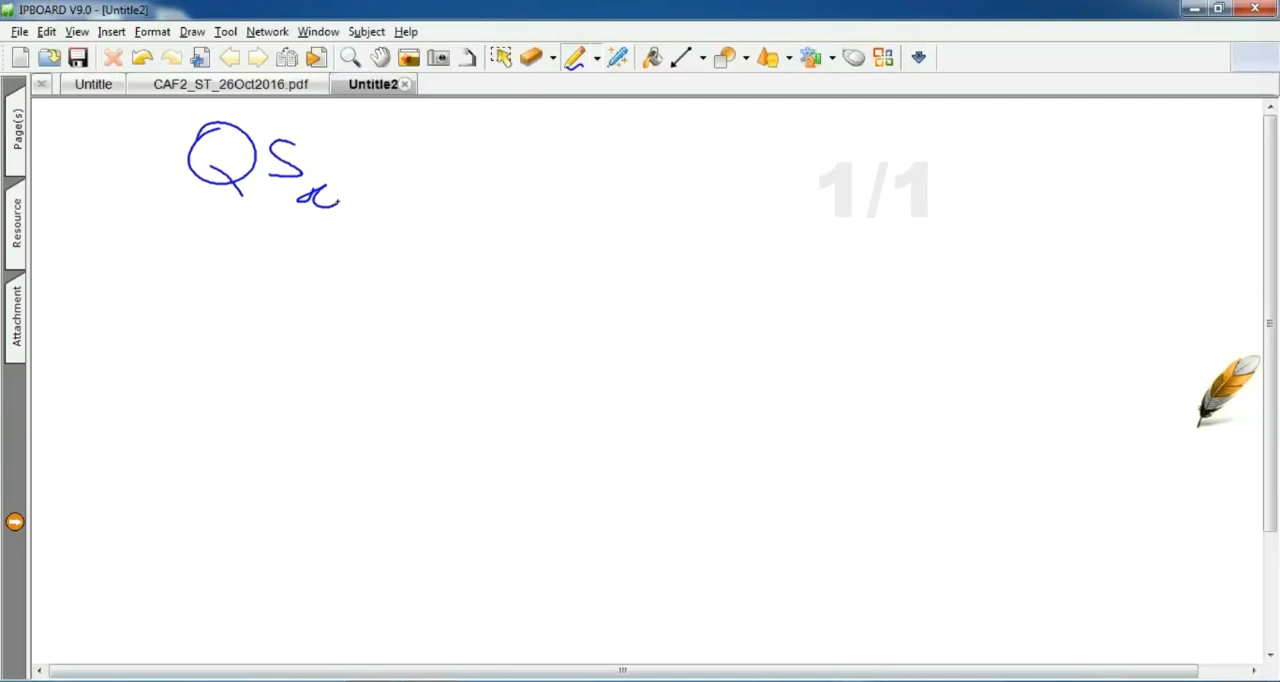 IPBOARD V9.0 - [Untitle2]
File Edit View Insert Format Draw Tool Network Window Subject Help
Untitle CAF2_ST_26Oct2016.pdf Untitle2
Page(s)
Resource
Attachment
QSx
1/1